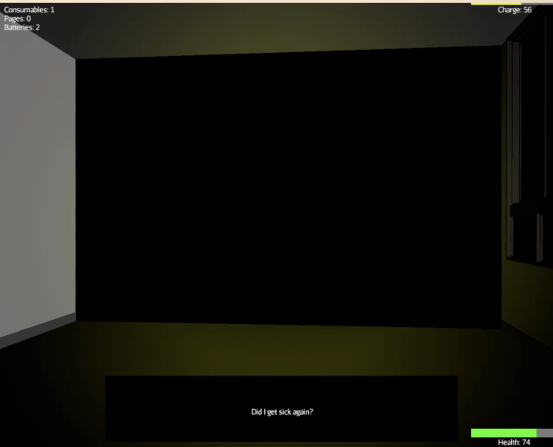 Consumables: 1
Pages: 0
Batteries: 2
Charge: 56
Did I get sick again?
Health: 74